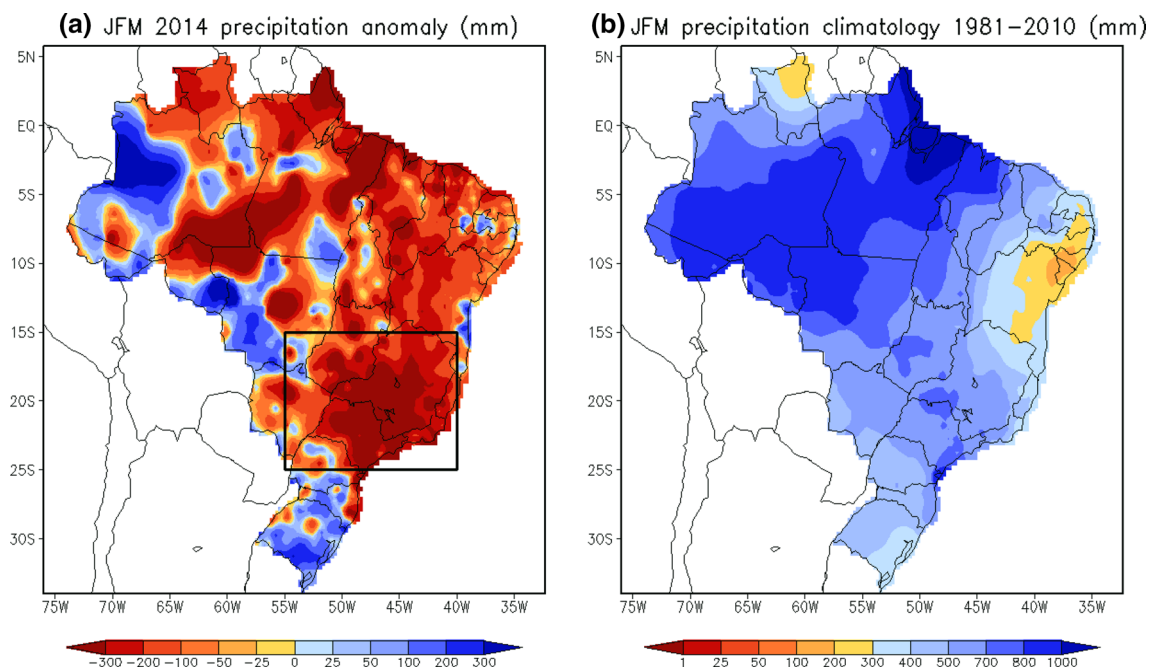 (a) JFM 2014 precipitation anomaly (mm)
(b) JFM precipitation climatology 1981−2010 (mm)
5N
EQ
5S
10S
15S
20S
25S
30S
75W 70W 65W 60W 55W 50W 45W 40W 35W
−300 −200 −100 −50 −25 0 25 50 100 200 300
5N
EQ
5S
10S
15S
20S
25S
30S
75W 70W 65W 60W 55W 50W 45W 40W 35W
1 25 50 100 200 300 400 500 700 800 1000